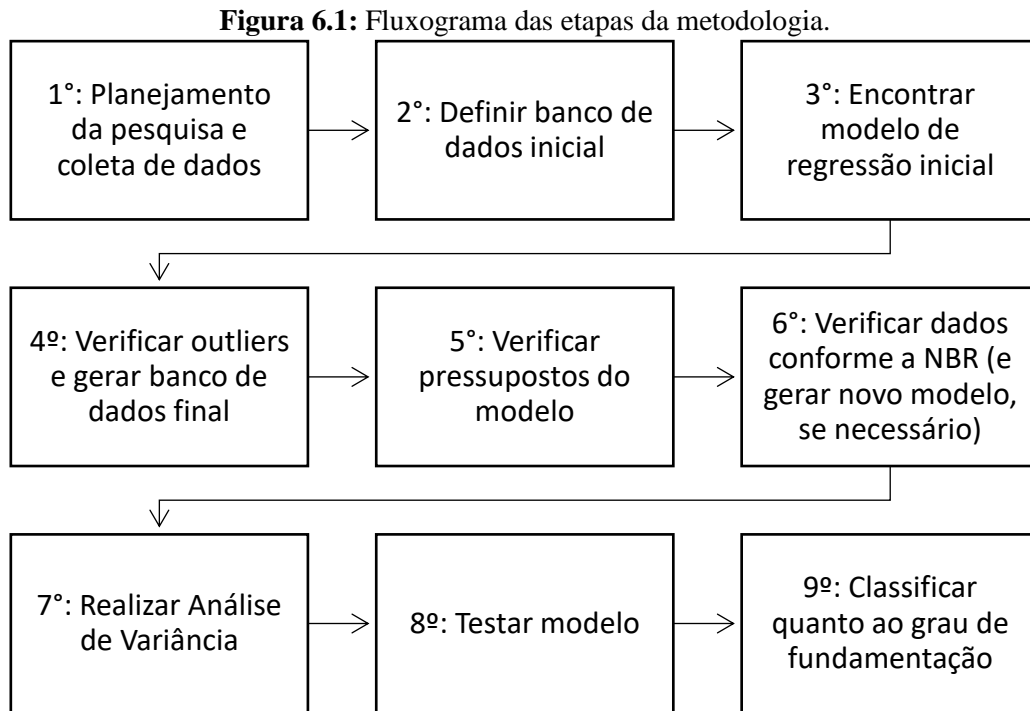 Figura 6.1: Fluxograma das etapas da metodologia.
1°: Planejamento
da pesquisa e
coleta de dados
2°: Definir banco de
dados inicial
3°: Encontrar
modelo de
regressão inicial
4º: Verificar outliers
e gerar banco de
dados final
5°: Verificar
pressupostos do
modelo
6°: Verificar dados
conforme a NBR (e
gerar novo modelo,
se necessário)
7°: Realizar Análise
de Variância
8º: Testar modelo
9º: Classificar
quanto ao grau de
fundamentação